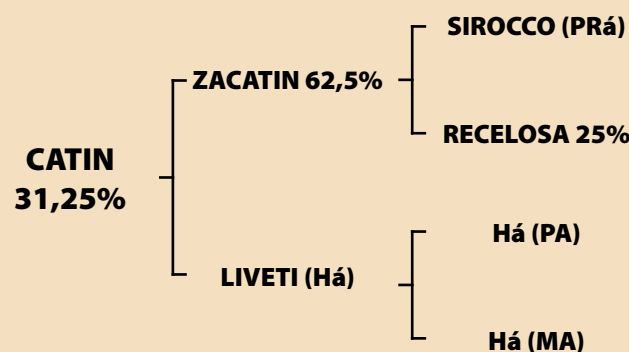 SIROCCO (PRá)
ZACATIN 62,5%
RECELOSA 25%
CATIN
31,25%
Há (PA)
LIVETI (Há)
Há (MA)